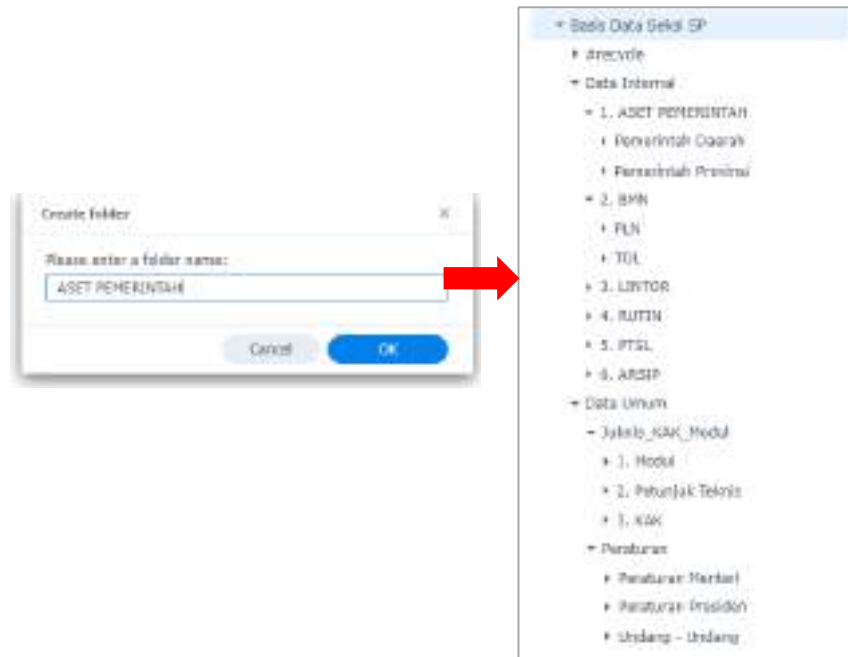 Create folder
Please enter a folder name:
ASET PEMERINTAH
Cancel
OK
Basis Data Seksi SP
#recycle
Data Internal
1. ASET PEMERINTAH
Pemerintah Daerah
Pemerintah Provinsi
2. BMN
PLN
TOL
3. LINTOR
4. RUTIN
5. PTSL
6. ARSIP
Data Umum
Juknis_KAK_Modul
1. Modul
2. Petunjuk Teknis
3. KAK
Peraturan
Peraturan Menteri
Peraturan Presiden
Undang - Undang